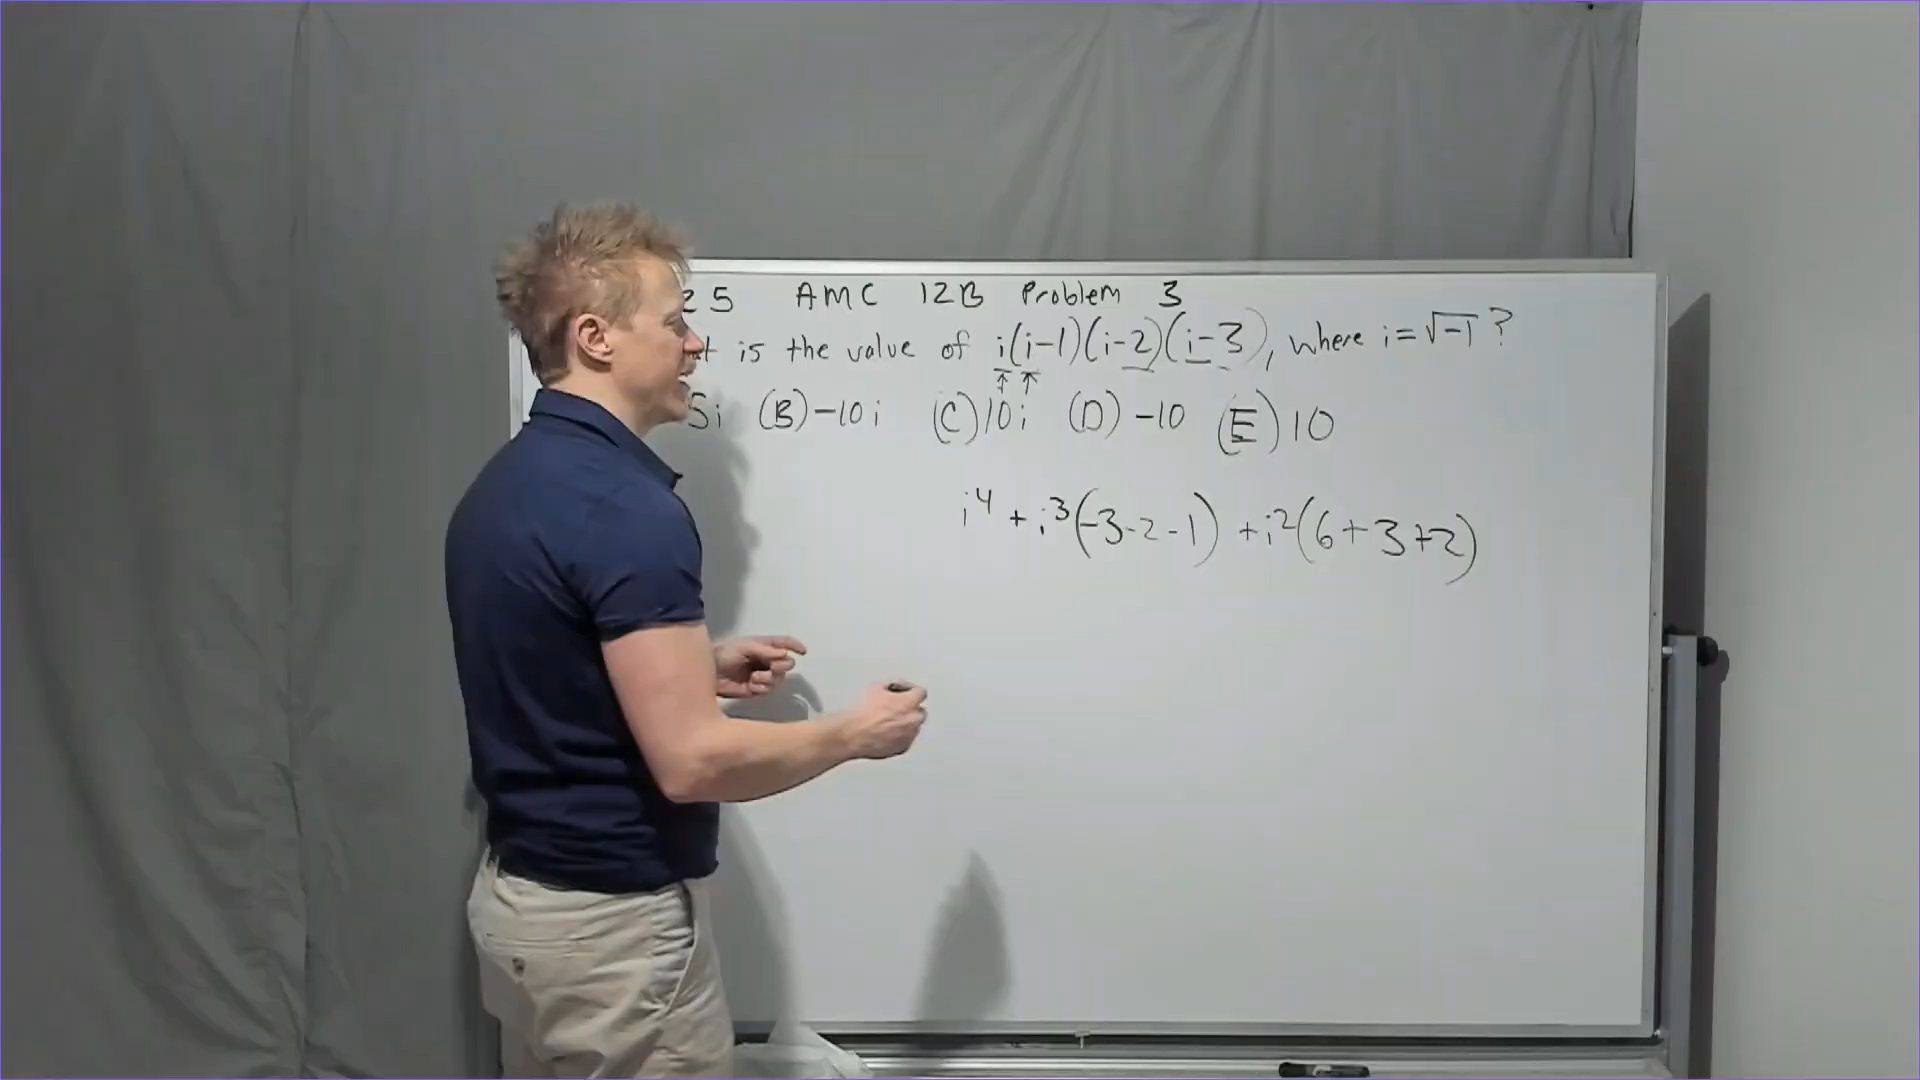 25 AMC 12B Problem 3
is the value of i(i-1)(i-2)(i-3), where i=√-1?
5i (B)-10i (C)10i (D)-10 (E)10
i⁴+i³(-3-2-1)+i²(6+3+2)